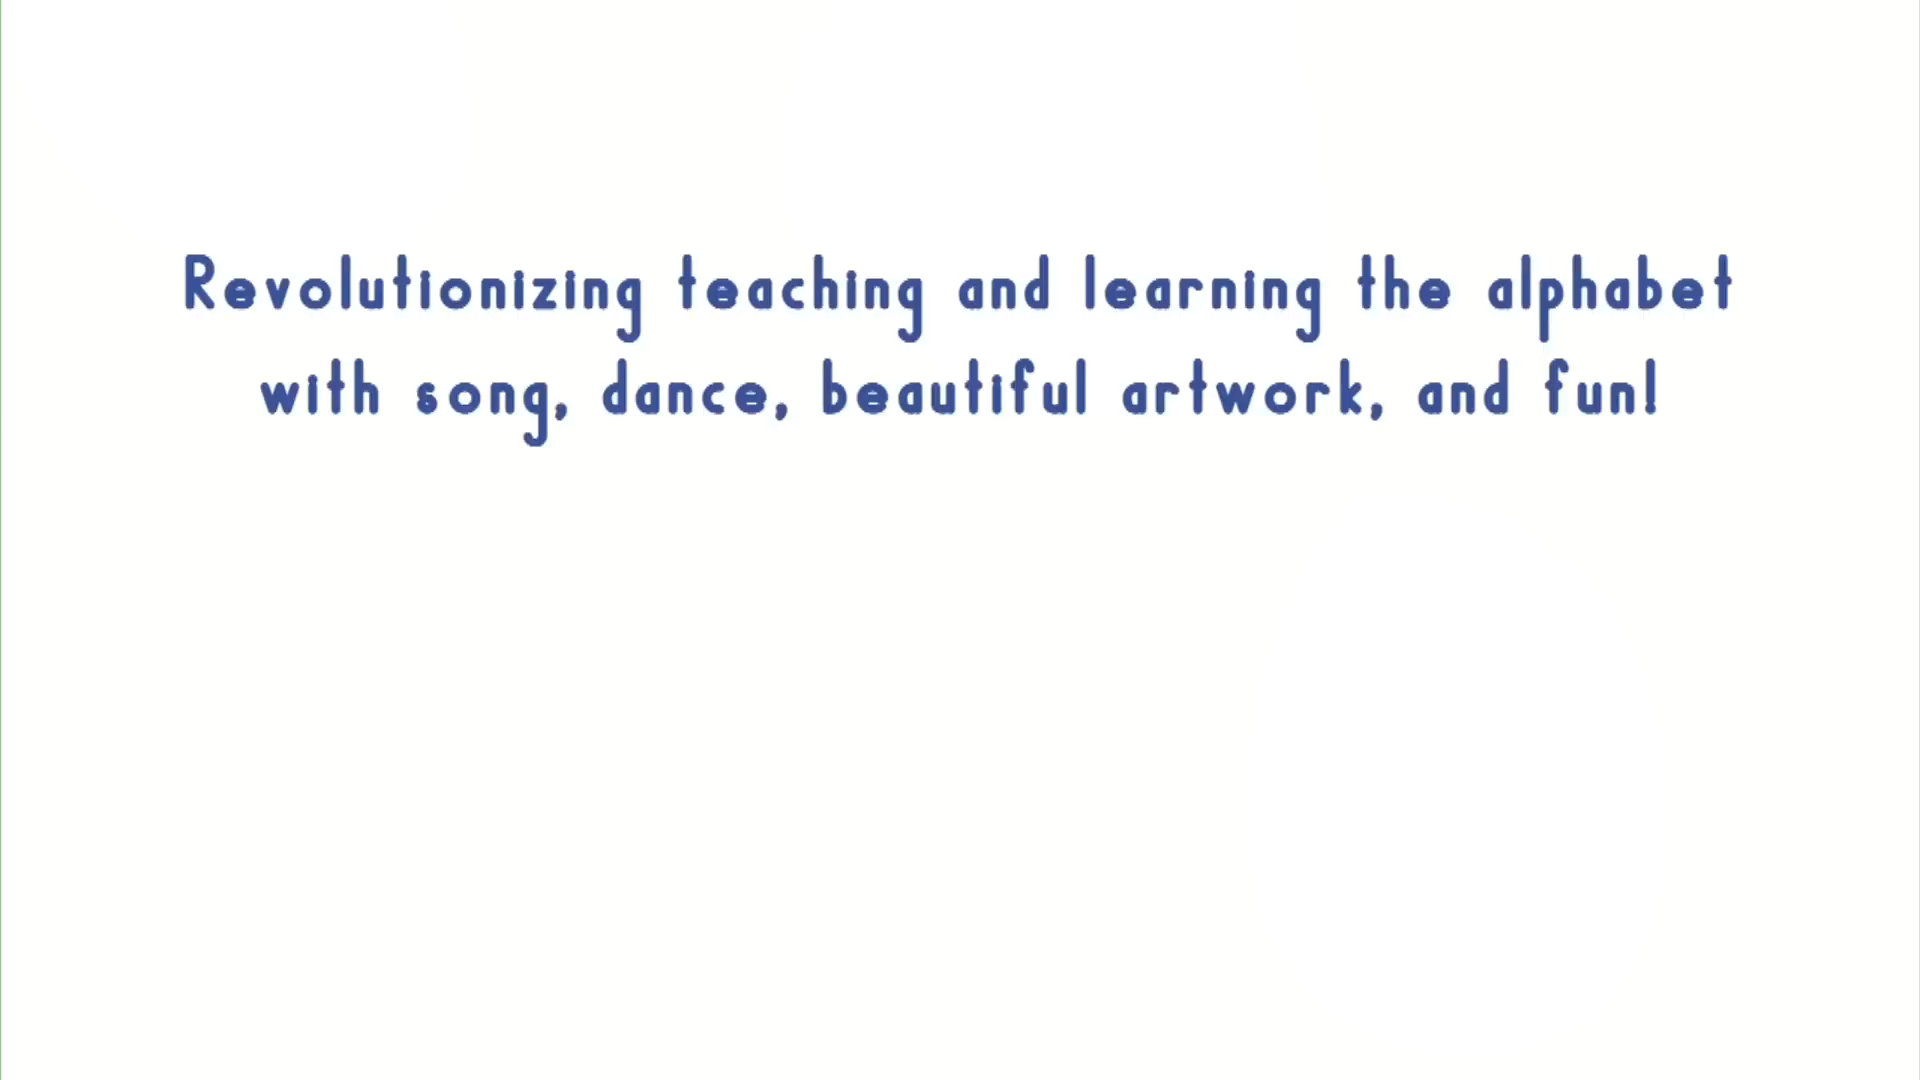 Revolutionizing teaching and learning the alphabet
with song, dance, beautiful artwork, and fun!